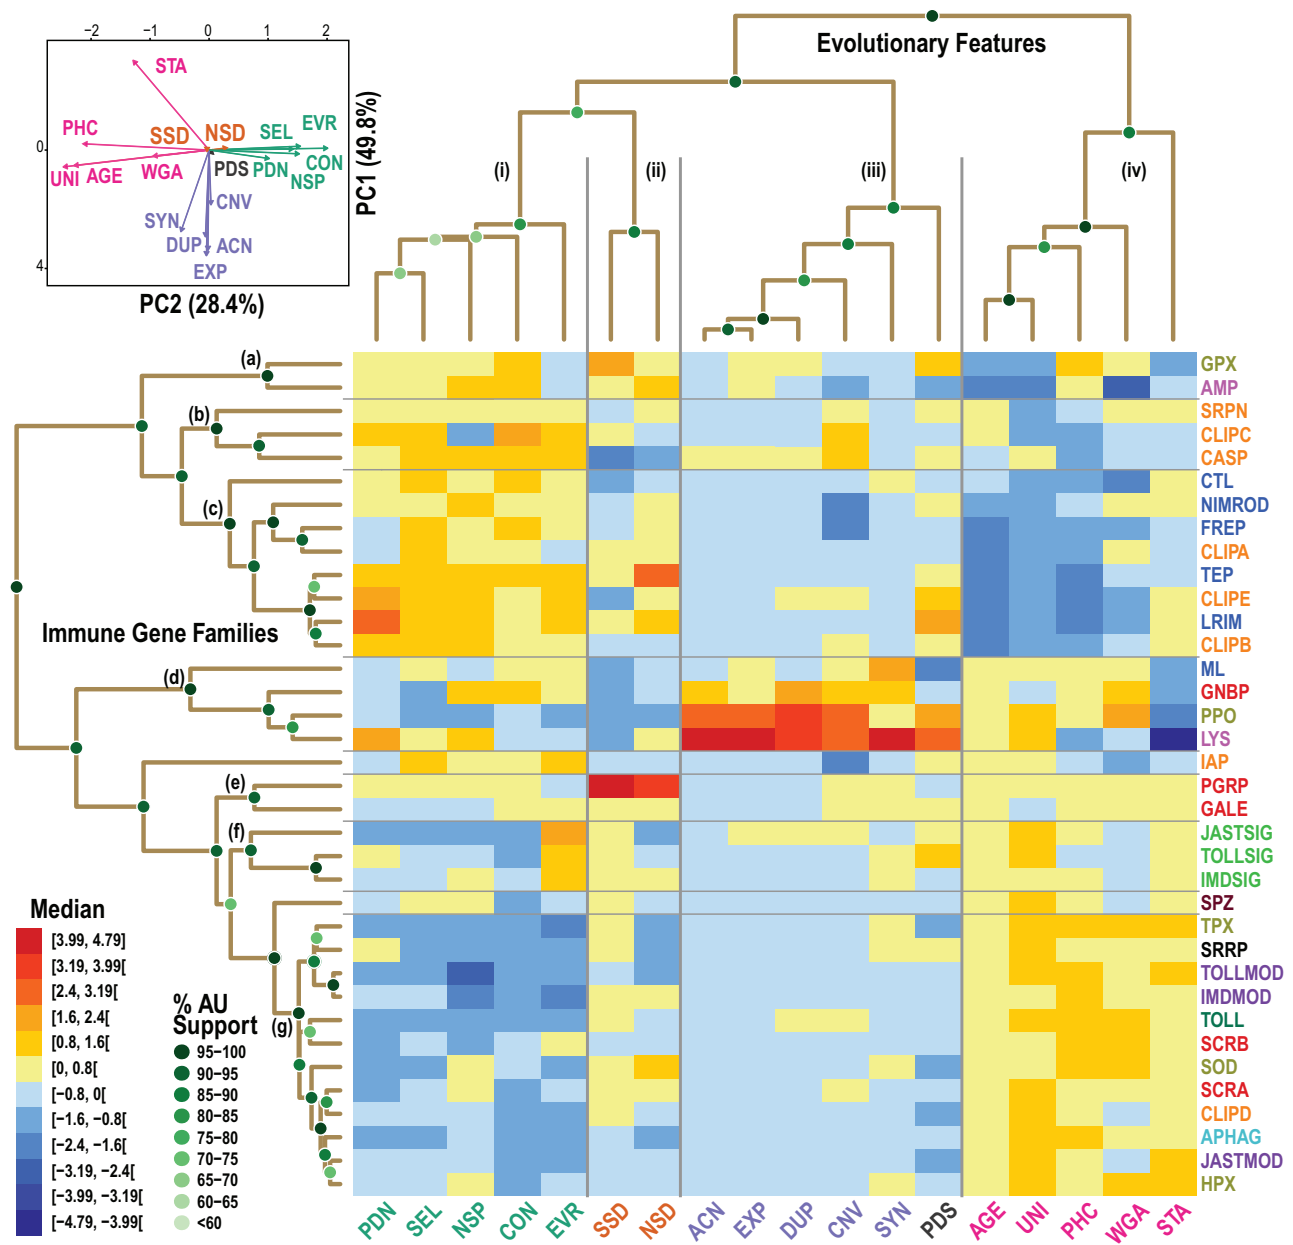 −2 −1 0 1 2
STA
PHC
SSD NSD SEL EVR
0
UNI AGE WGA PDS PDN CON
NSP
SYN CNV
DUP ACN
EXP
4
PC2 (28.4%)
PC1 (49.8%)
Evolutionary Features
(i) (ii) (iii) (iv)
Immune Gene Families
(a)
(b)
(c)
(d)
(e)
(f)
(g)
GPX
AMP
SRPN
CLIPC
CASP
CTL
NIMROD
FREP
CLIPA
TEP
CLIPE
LRIM
CLIPB
ML
GNBP
PPO
LYS
IAP
PGRP
GALE
JASTSIG
TOLLSIG
IMDSIG
SPZ
TPX
SRRP
TOLLMOD
IMDMOD
TOLL
SCRB
SOD
SCRA
CLIPD
APHAG
JASTMOD
HPX
Median
[3.99, 4.79]
[3.19, 3.99[
[2.4, 3.19[
[1.6, 2.4[
[0.8, 1.6[
[0, 0.8[
[−0.8, 0[
[−1.6, −0.8[
[−2.4, −1.6[
[−3.19, −2.4[
[−3.99, −3.19[
[−4.79, −3.99[
% AU
Support
95−100
90−95
85−90
80−85
75−80
70−75
65−70
60−65
<60
PDN SEL NSP CON EVR SSD NSD ACN EXP DUP CNV SYN PDS AGE UNI PHC WGA STA